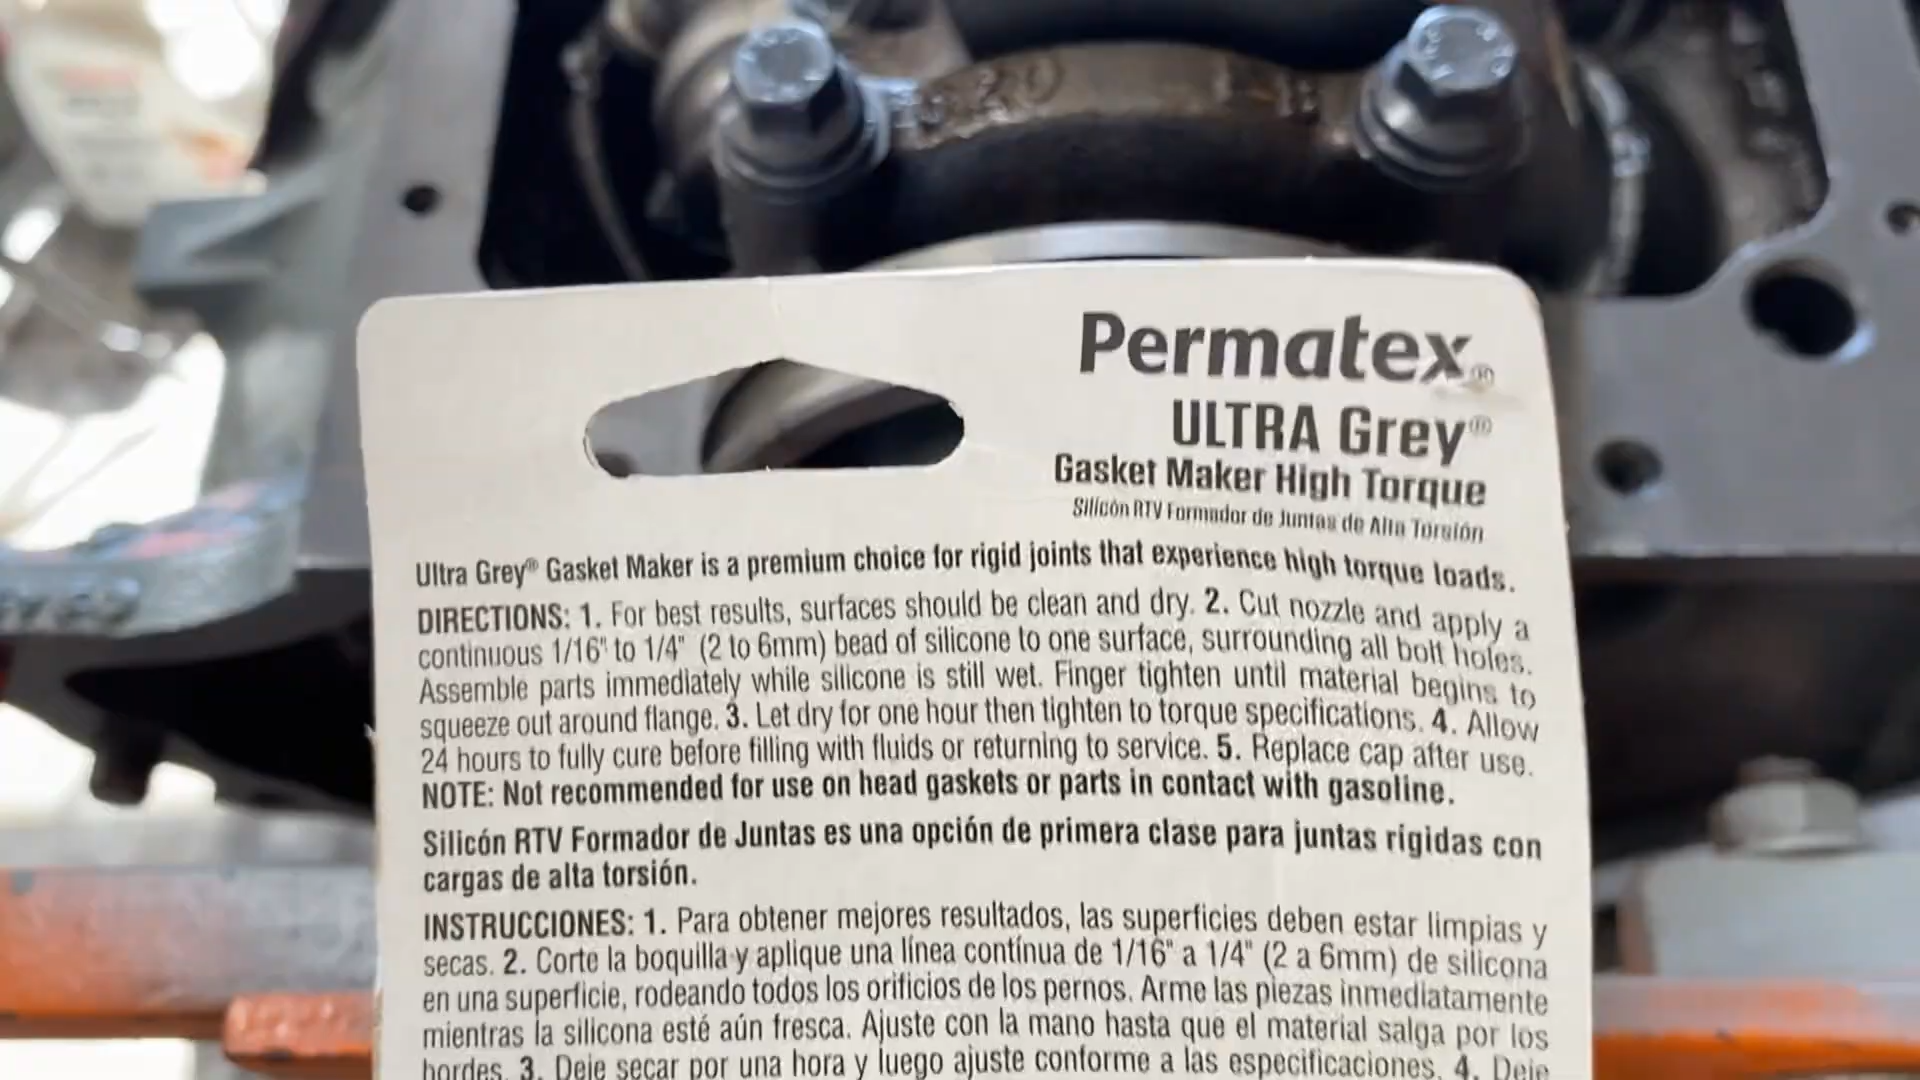 Permatex®
ULTRA Grey®
Gasket Maker High Torque
Silicón RTV Formador de Juntas de Alta Torsión
Ultra Grey® Gasket Maker is a premium choice for rigid joints that experience high torque loads.
DIRECTIONS: 1. For best results, surfaces should be clean and dry. 2. Cut nozzle and apply a
continuous 1/16" to 1/4" (2 to 6mm) bead of silicone to one surface, surrounding all bolt holes.
Assemble parts immediately while silicone is still wet. Finger tighten until material begins to
squeeze out around flange. 3. Let dry for one hour then tighten to torque specifications. 4. Allow
24 hours to fully cure before filling with fluids or returning to service. 5. Replace cap after use.
NOTE: Not recommended for use on head gaskets or parts in contact with gasoline.
Silicón RTV Formador de Juntas es una opción de primera clase para juntas rígidas con
cargas de alta torsión.
INSTRUCCIONES: 1. Para obtener mejores resultados, las superficies deben estar limpias y
secas. 2. Corte la boquilla y aplique una línea contínua de 1/16" a 1/4" (2 a 6mm) de silicona
en una superficie, rodeando todos los orificios de los pernos. Arme las piezas inmediatamente
mientras la silicona esté aún fresca. Ajuste con la mano hasta que el material salga por los
bordes. 3. Deje secar por una hora y luego ajuste conforme a las especificaciones. 4. Deje